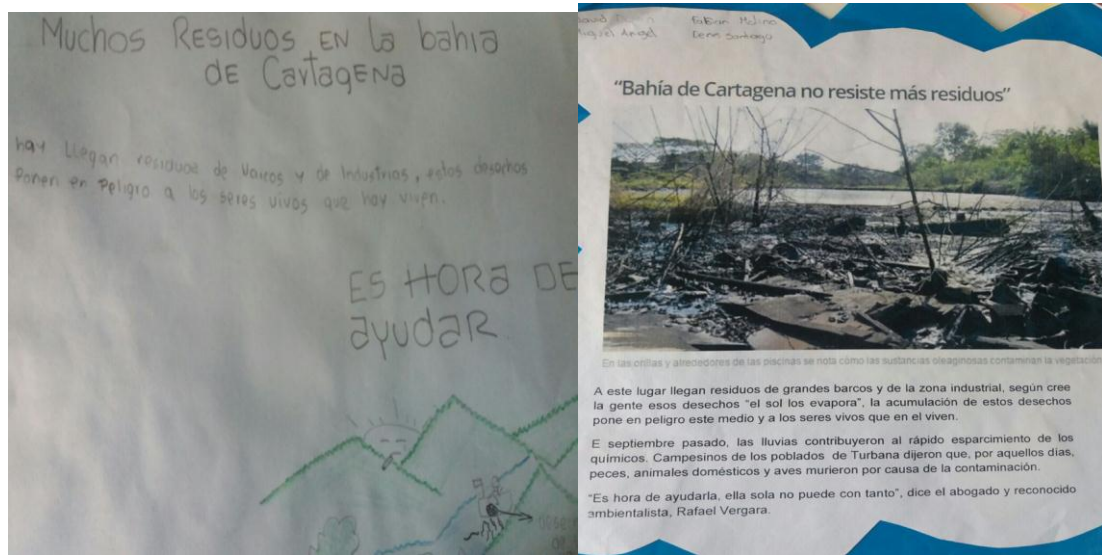 Muchos RESIDUOS EN la bahia
DE CartagENa
hay Llegan residuos de Varcos y de Industrias, estos desechos
Ponen en Peligro a los seres vivos que hay viven.
ES HORa DE
ayudaR
Fabian Molina
Miguel Angel
Denis Santiago
“Bahía de Cartagena no resiste más residuos”
En las orillas y alrededores de las piscinas se nota cómo las sustancias oleaginosas contaminan la vegetación
A este lugar llegan residuos de grandes barcos y de la zona industrial, según cree
la gente esos desechos “el sol los evapora”, la acumulación de estos desechos
pone en peligro este medio y a los seres vivos que en el viven.
E septiembre pasado, las lluvias contribuyeron al rápido esparcimiento de los
químicos. Campesinos de los poblados de Turbana dijeron que, por aquellos días,
peces, animales domésticos y aves murieron por causa de la contaminación.
“Es hora de ayudarla, ella sola no puede con tanto”, dice el abogado y reconocido
ambientalista, Rafael Vergara.